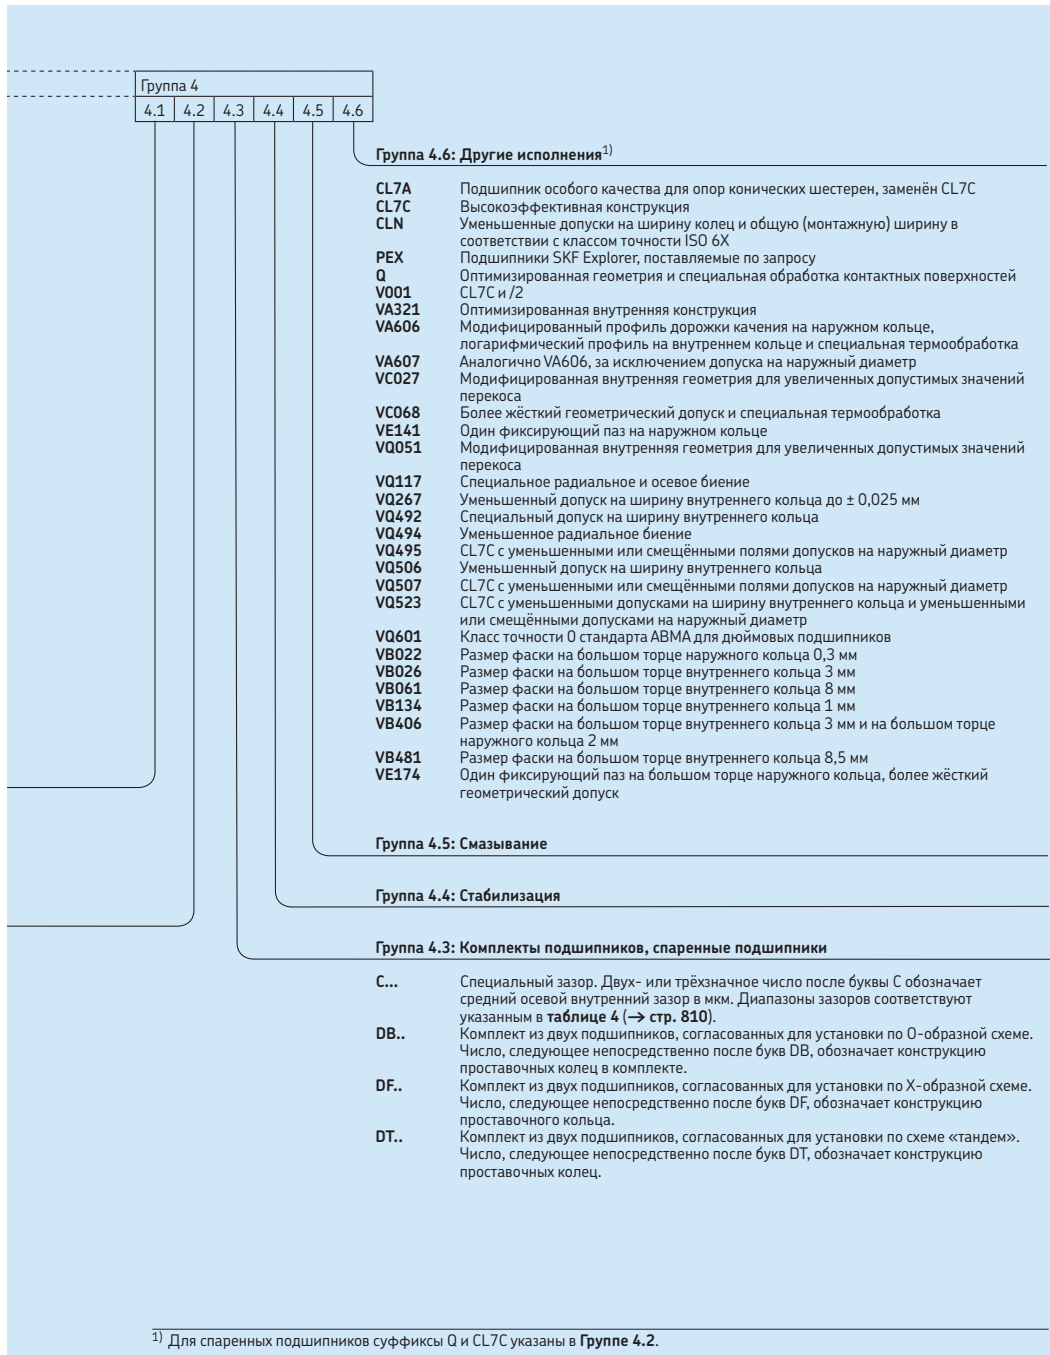 Группа 4
4.1 4.2 4.3 4.4 4.5 4.6
Группа 4.6: Другие исполнения1)
CL7A Подшипник особого качества для опор конических шестерен, заменён CL7C
CL7C Высокоэффективная конструкция
CLN Уменьшенные допуски на ширину колец и общую (монтажную) ширину в
соответствии с классом точности ISO 6X
PEX Подшипники SKF Explorer, поставляемые по запросу
Q Оптимизированная геометрия и специальная обработка контактных поверхностей
V001 CL7C и /2
VA321 Оптимизированная внутренняя конструкция
VA606 Модифицированный профиль дорожки качения на наружном кольце,
логарифмический профиль на внутреннем кольце и специальная термообработка
VA607 Аналогично VA606, за исключением допуска на наружный диаметр
VC027 Модифицированная внутренняя геометрия для увеличенных допустимых значений
перекоса
VC068 Более жёсткий геометрический допуск и специальная термообработка
VE141 Один фиксирующий паз на наружном кольце
VQ051 Модифицированная внутренняя геометрия для увеличенных допустимых значений
перекоса
VQ117 Специальное радиальное и осевое биение
VQ267 Уменьшенный допуск на ширину внутреннего кольца до ± 0,025 мм
VQ492 Специальный допуск на ширину внутреннего кольца
VQ494 Уменьшенное радиальное биение
VQ495 CL7C с уменьшенными или смещёнными полями допусков на наружный диаметр
VQ506 Уменьшенный допуск на ширину внутреннего кольца
VQ507 CL7C с уменьшенными или смещёнными полями допусков на наружный диаметр
VQ523 CL7C с уменьшенными допусками на ширину внутреннего кольца и уменьшенными
или смещёнными допусками на наружный диаметр
VQ601 Класс точности 0 стандарта ABMA для дюймовых подшипников
VB022 Размер фаски на большом торце наружного кольца 0,3 мм
VB026 Размер фаски на большом торце внутреннего кольца 3 мм
VB061 Размер фаски на большом торце внутреннего кольца 8 мм
VB134 Размер фаски на большом торце внутреннего кольца 1 мм
VB406 Размер фаски на большом торце внутреннего кольца 3 мм и на большом торце
наружного кольца 2 мм
VB481 Размер фаски на большом торце внутреннего кольца 8,5 мм
VE174 Один фиксирующий паз на большом торце наружного кольца, более жёсткий
геометрический допуск
Группа 4.5: Смазывание
Группа 4.4: Стабилизация
Группа 4.3: Комплекты подшипников, спаренные подшипники
C... Специальный зазор. Двух- или трёхзначное число после буквы C обозначает
средний осевой внутренний зазор в мкм. Диапазоны зазоров соответствуют
указанным в таблице 4 (→ стр. 810).
DB.. Комплект из двух подшипников, согласованных для установки по О-образной схеме.
Число, следующее непосредственно после букв DB, обозначает конструкцию
проставочных колец в комплекте.
DF.. Комплект из двух подшипников, согласованных для установки по Х-образной схеме.
Число, следующее непосредственно после букв DF, обозначает конструкцию
проставочного кольца.
DT.. Комплект из двух подшипников, согласованных для установки по схеме «тандем».
Число, следующее непосредственно после букв DT, обозначает конструкцию
проставочных колец.
1) Для спаренных подшипников суффиксы Q и CL7C указаны в Группе 4.2.